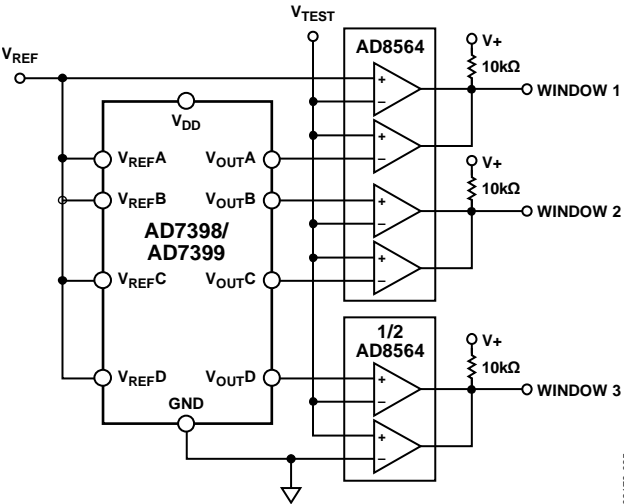 VTEST
VREF
AD8564
V+
10kΩ
WINDOW 1
VDD
VREFA
VOUTA
V+
10kΩ
VREFB
VOUTB
WINDOW 2
AD7398/
AD7399
VREFC
VOUTC
1/2
AD8564
V+
10kΩ
VREFD
VOUTD
WINDOW 3
GND
+
–
+
–
+
–
+
–
+
–
+
–